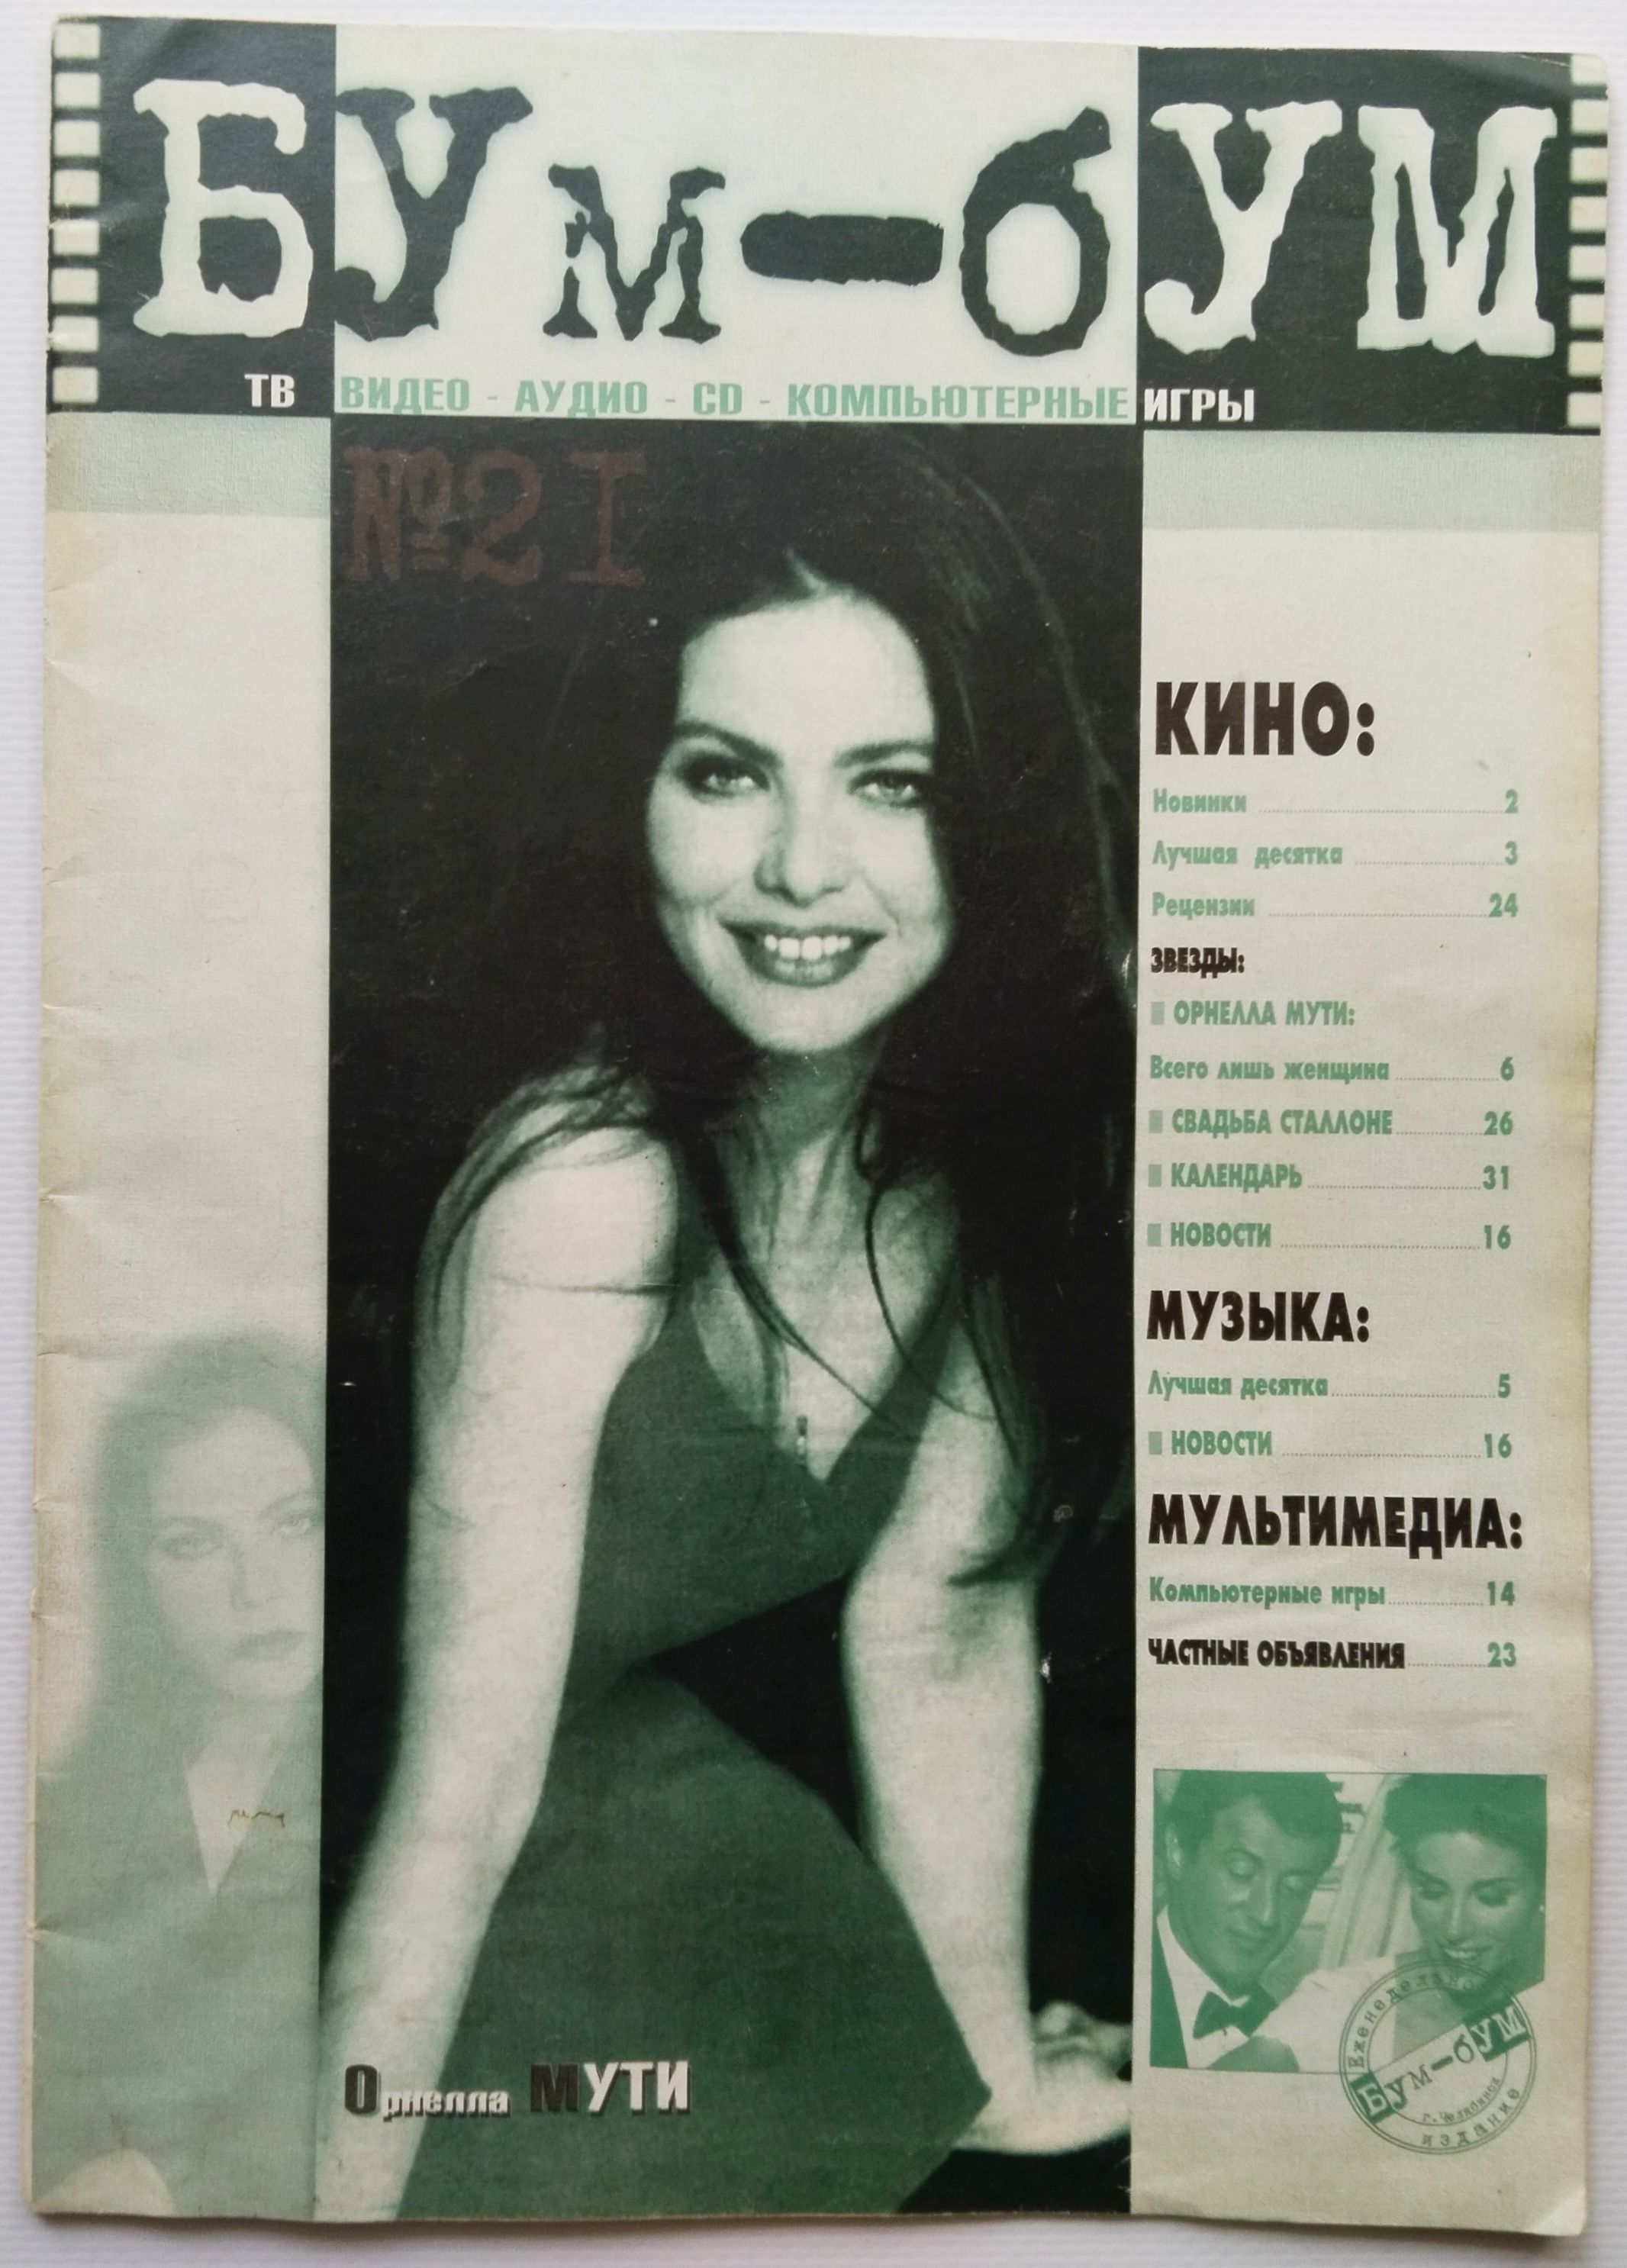 БУм-бУМ
ТВ ВИДЕО - АУДИО - CD - КОМПЬЮТЕРНЫЕ ИГРЫ
№21
КИНО:
Новинки 2
Лучшая десятка 3
Рецензии 24
ЗВЕЗДЫ:
ОРНЕЛЛА МУТИ:
Всего лишь женщина 6
СВАДЬБА СТАЛЛОНЕ 26
КАЛЕНДАРЬ 31
НОВОСТИ 16
МУЗЫКА:
Лучшая десятка 5
НОВОСТИ 16
МУЛЬТИМЕДИА:
Компьютерные игры 14
ЧАСТНЫЕ ОБЪЯВЛЕНИЯ 23
Орнелла МУТИ
Еженедельное
БУм-бУМ
г. Челябинск
издание